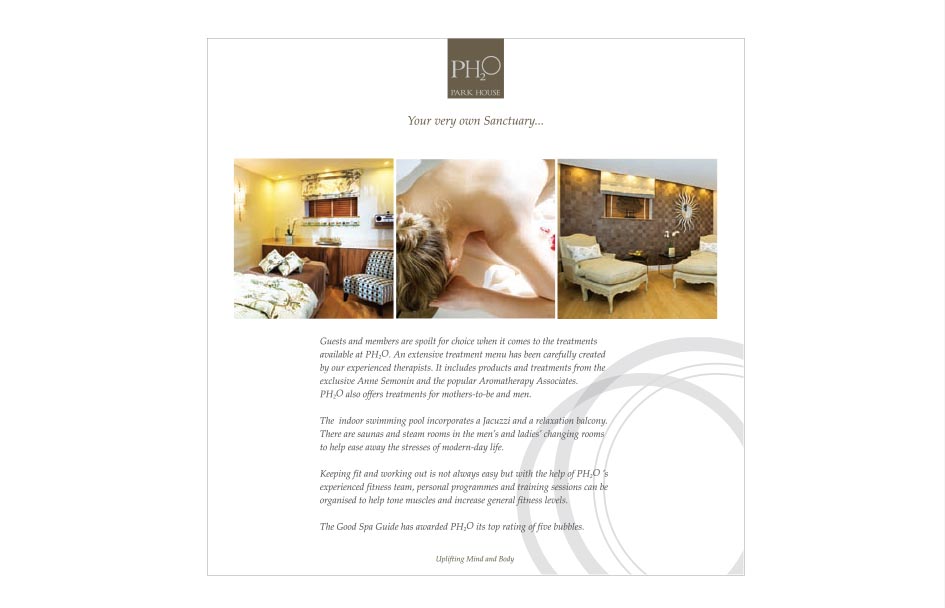 PH2O
PARK HOUSE
Your very own Sanctuary...
Guests and members are spoilt for choice when it comes to the treatments
available at PH2O. An extensive treatment menu has been carefully created
by our experienced therapists. It includes products and treatments from the
exclusive Anne Semonin and the popular Aromatherapy Associates.
PH2O also offers treatments for mothers-to-be and men.
The indoor swimming pool incorporates a Jacuzzi and a relaxation balcony.
There are saunas and steam rooms in the men's and ladies' changing rooms
to help ease away the stresses of modern-day life.
Keeping fit and working out is not always easy but with the help of PH2O 's
experienced fitness team, personal programmes and training sessions can be
organised to help tone muscles and increase general fitness levels.
The Good Spa Guide has awarded PH2O its top rating of five bubbles.
Uplifting Mind and Body